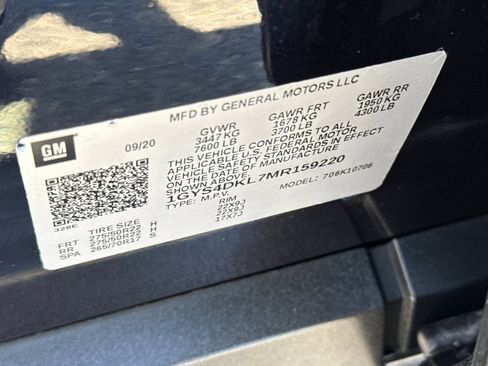 MFD BY GENERAL MOTORS LLC
GM
09/20
GVWR GAWR FRT GAWR RR
3447 KG 1678 KG 1950 KG
7600 LB 3700 LB 4300 LB
THIS VEHICLE CONFORMS TO ALL
APPLICABLE U.S. FEDERAL MOTOR
VEHICLE SAFETY STANDARDS IN EFFECT
ON THE DATE OF MANUFACTURE
SHOWN ABOVE.
1GYS4DKL7MR159220
TYPE: M.P.V. MODEL: 706K10706
328E
TIRE SIZE RIM
FRT 275/50R22 H 22X9J
RR 275/50R22 H 22X9J
SPA 265/70R17 S 17X7J